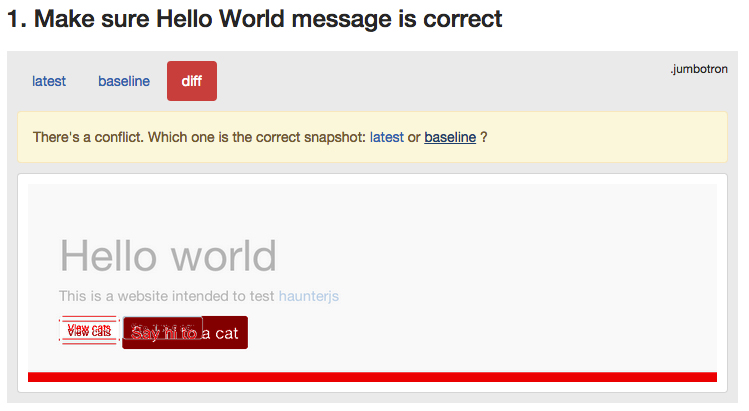 1. Make sure Hello World message is correct
latest baseline diff .jumbotron
There's a conflict. Which one is the correct snapshot: latest or baseline ?
Hello world
This is a website intended to test haunterjs
View cats Say hi to a cat